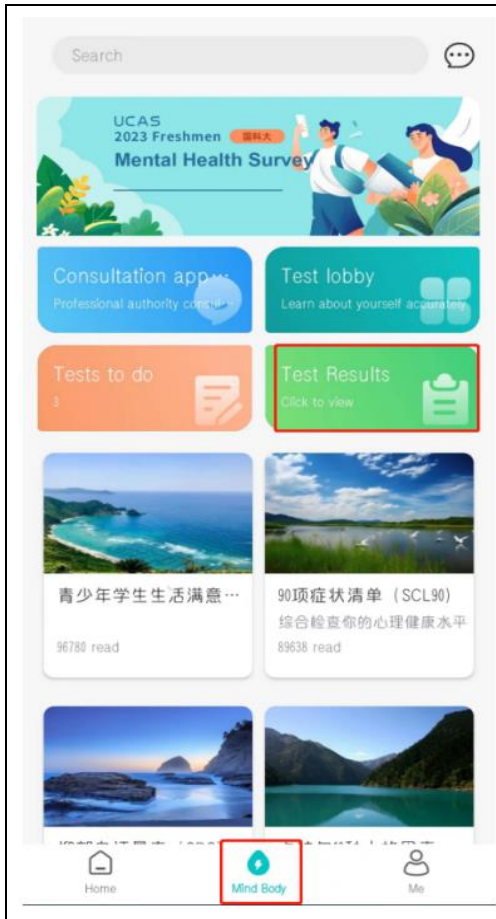 Search
UCAS
2023 Freshmen 国科大
Mental Health Survey
Consultation app…
Professional authority
Test lobby
Learn about yourself accurately
Tests to do
3
Test Results
Click to view
青少年学生生活满意…
90项症状清单 (SCL90)
综合检查你的心理健康水平
96780 read
89638 read
Home
Mind Body
Me